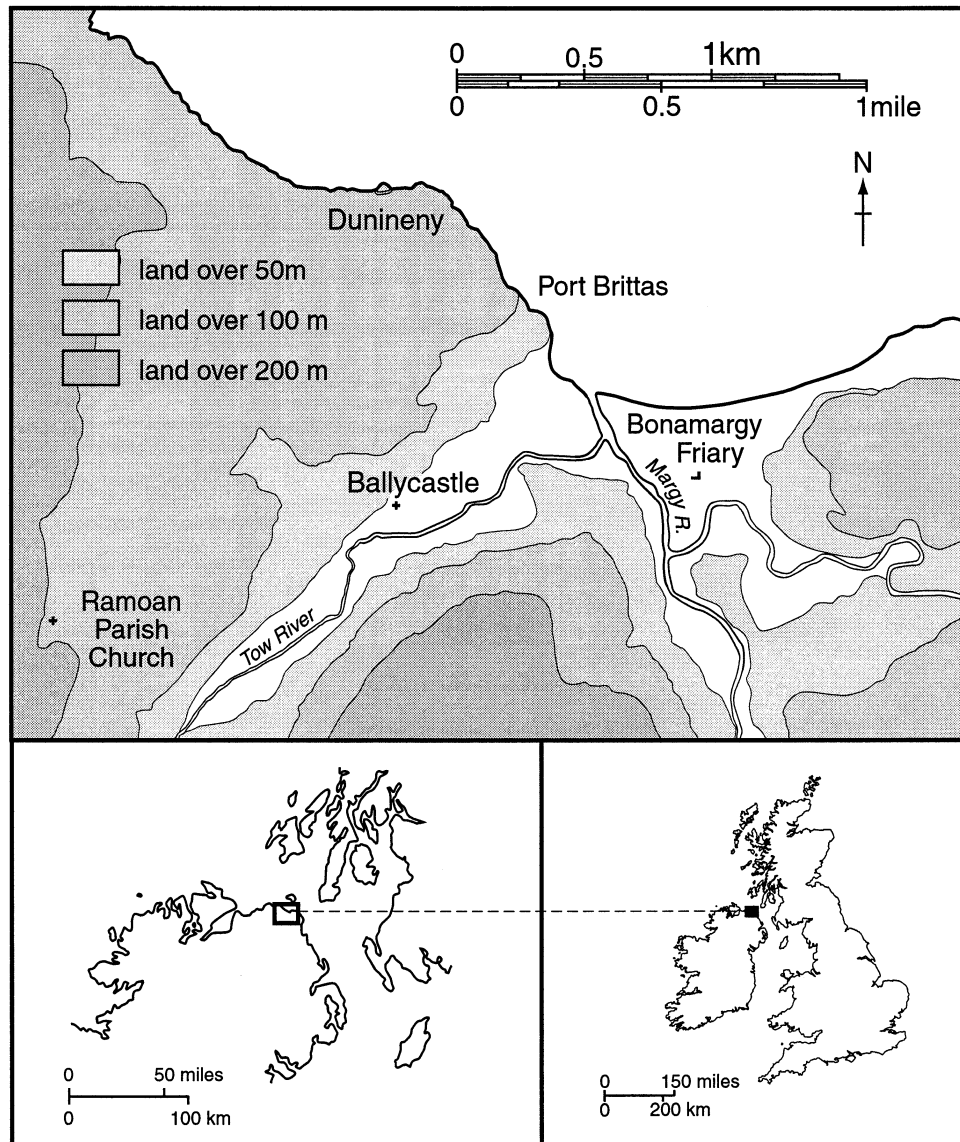 0 0.5 1km
0 0.5 1mile
N
Dunineny
land over 50m
Port Brittas
land over 100 m
land over 200 m
Bonamargy
Friary
Ballycastle
Margy R.
Ramoan
Parish
Church
Tow River
0 50 miles
0 100 km
0 150 miles
0 200 km